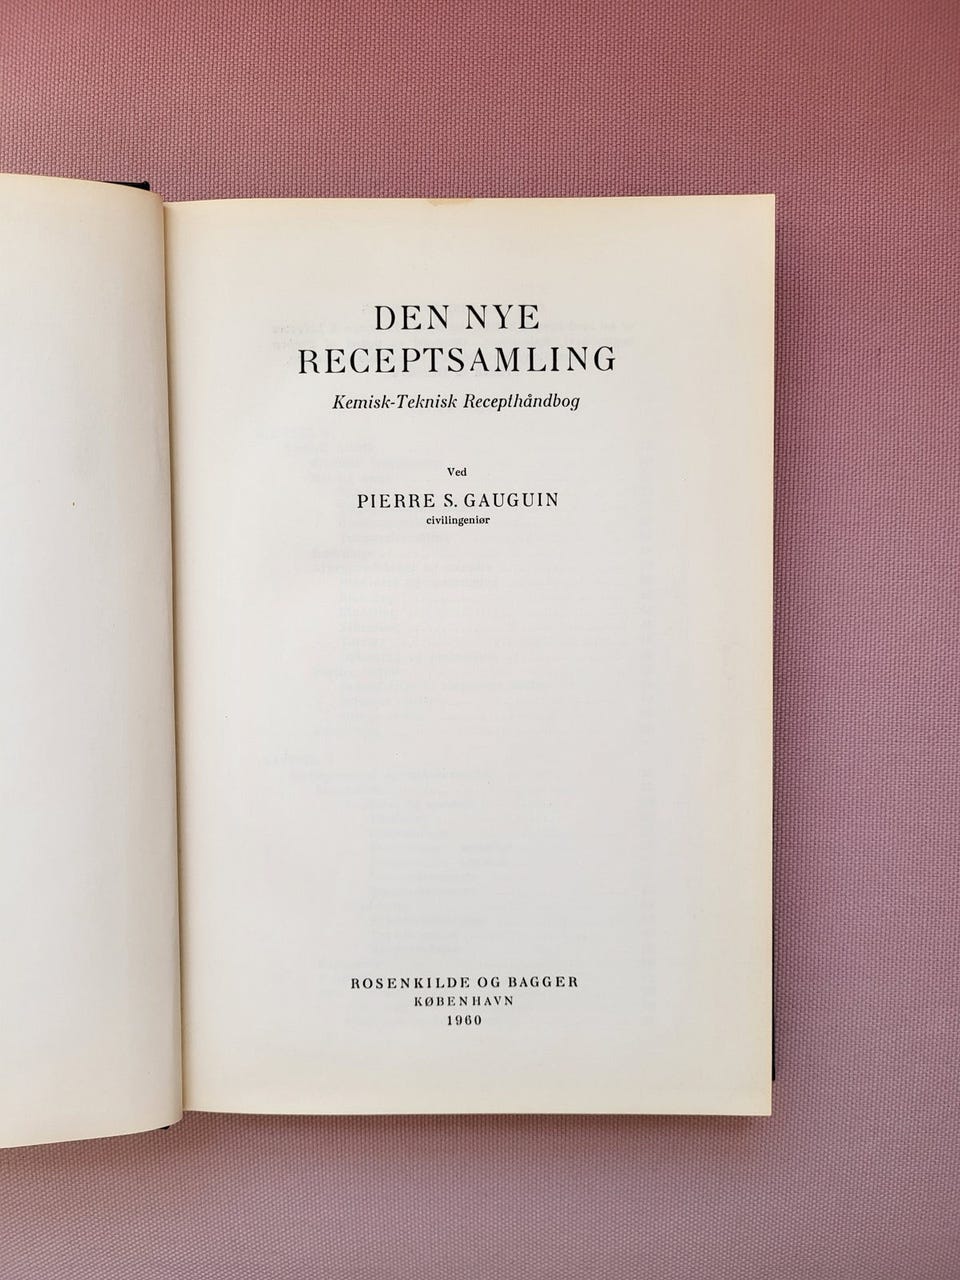 DEN NYE
RECEPTSAMLING
Kemisk-Teknisk Recepthåndbog
Ved
PIERRE S. GAUGUIN
civilingeniør
ROSENKILDE OG BAGGER
KØBENHAVN
1960